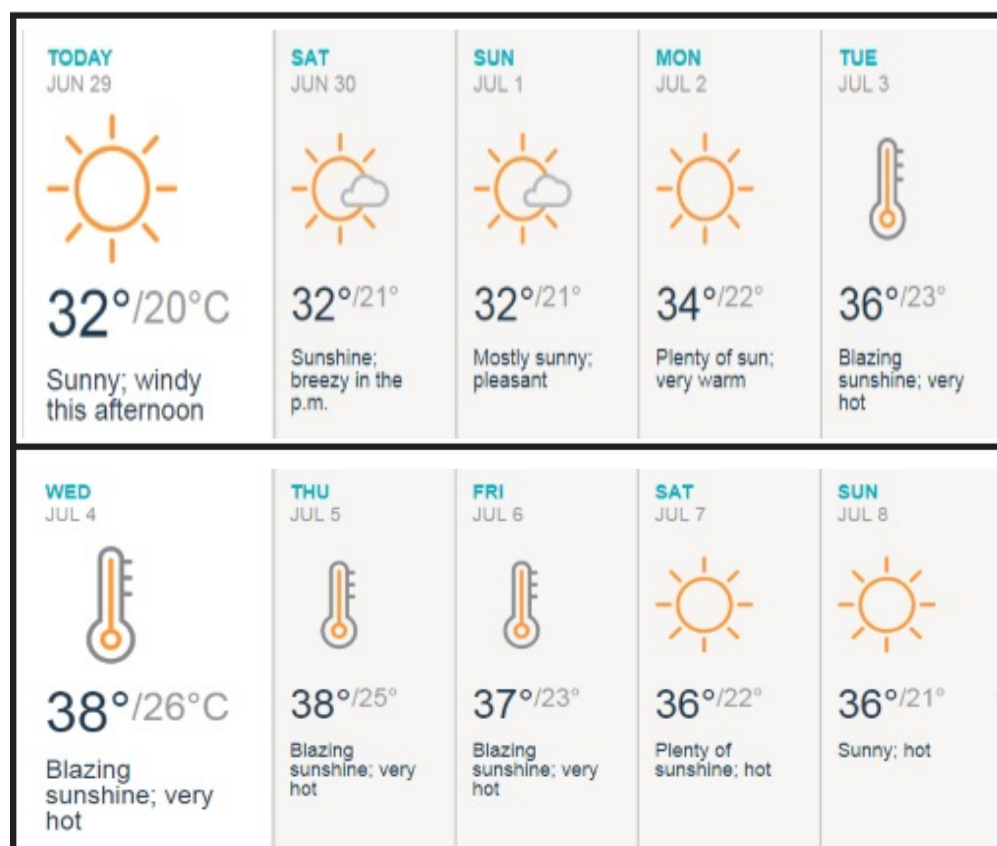 TODAY
JUN 29
32°/20°C
Sunny; windy
this afternoon
SAT
JUN 30
32°/21°
Sunshine;
breezy in the
p.m.
SUN
JUL 1
32°/21°
Mostly sunny;
pleasant
MON
JUL 2
34°/22°
Plenty of sun;
very warm
TUE
JUL 3
36°/23°
Blazing
sunshine; very
hot
WED
JUL 4
38°/26°C
Blazing
sunshine; very
hot
THU
JUL 5
38°/25°
Blazing
sunshine; very
hot
FRI
JUL 6
37°/23°
Blazing
sunshine; very
hot
SAT
JUL 7
36°/22°
Plenty of
sunshine; hot
SUN
JUL 8
36°/21°
Sunny; hot